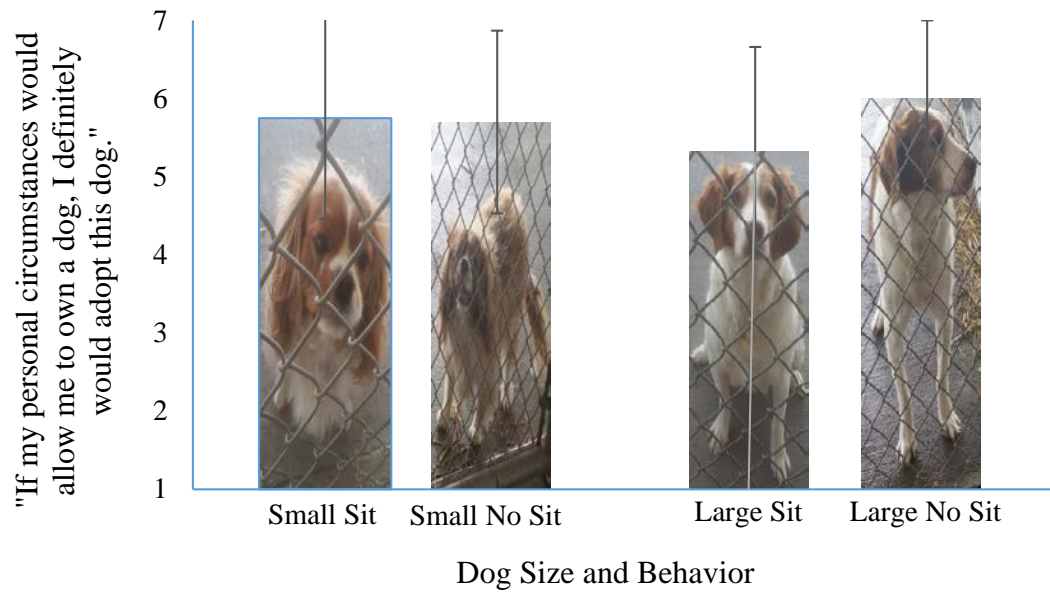 "If my personal circumstances would
allow me to own a dog, I definitely
would adopt this dog."
7
6
5
4
3
2
1
Small Sit
Small No Sit
Large Sit
Large No Sit
Dog Size and Behavior